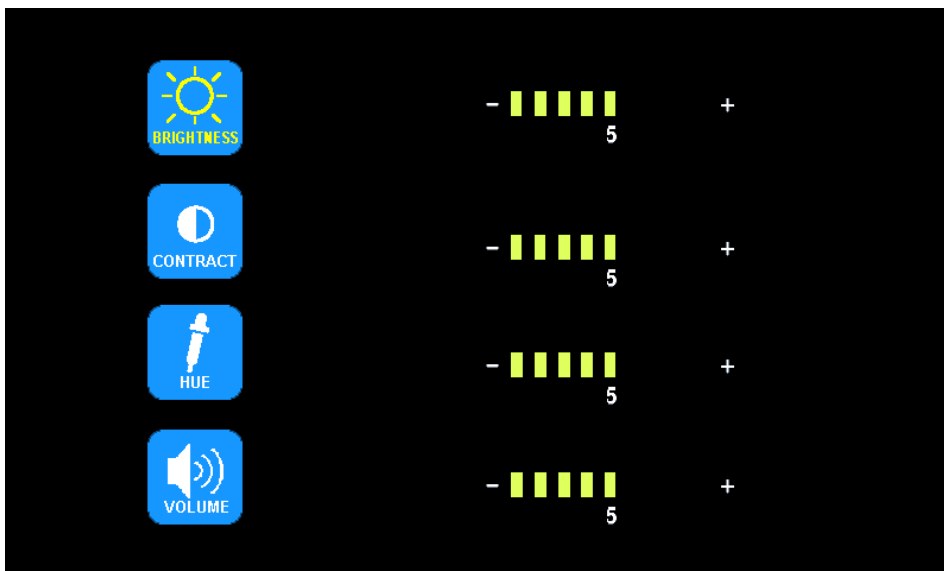 BRIGHTNESS - 5 +
CONTRACT - 5 +
HUE - 5 +
VOLUME - 5 +